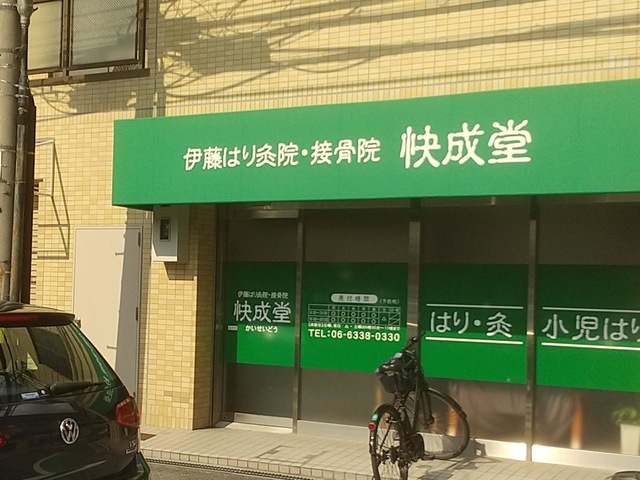 伊藤はり灸院・接骨院 快成堂
伊藤はり灸院・接骨院
快成堂
かいせいどう
受付時間
(予約制)
TEL:06-6338-0330
はり・灸
小児はり